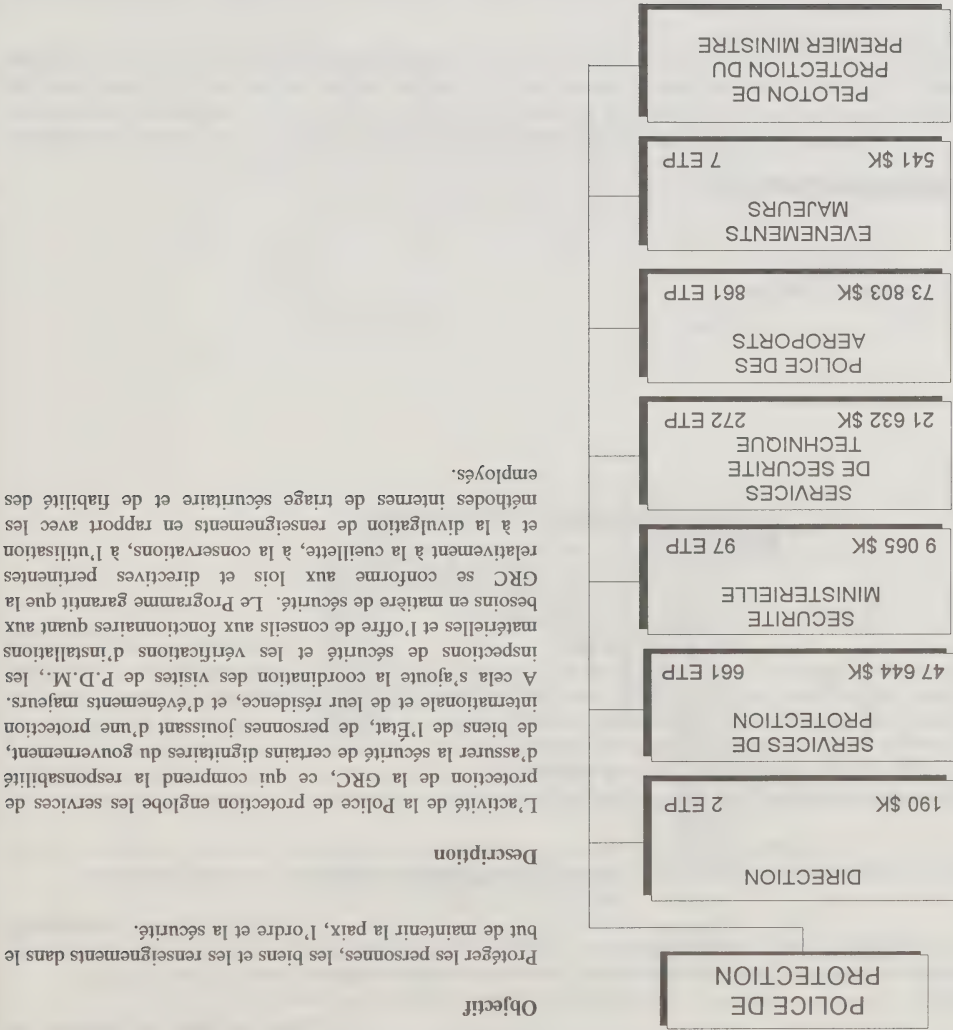 POLICE DE
PROTECTION
DIRECTION
190 $K 2 ETP
SERVICES DE
PROTECTION
47 644 $K 661 ETP
SECURITE
MINISTERIELLE
9 065 $K 97 ETP
SERVICES
DE SECURITE
TECHNIQUE
21 632 $K 272 ETP
POLICE DES
AEROPORTS
73 803 $K 861 ETP
EVENEMENTS
MAJEURS
541 $K 7 ETP
PELOTON DE
PROTECTION DU
PREMIER MINISTRE
Objectif
Protéger les personnes, les biens et les renseignements dans le
but de maintenir la paix, l'ordre et la sécurité.
Description
L'activité de la Police de protection englobe les services de
protection de la GRC, ce qui comprend la responsabilité
d'assurer la sécurité de certains dignitaires du gouvernement,
de biens de l'État, de personnes jouissant d'une protection
internationale et de leur résidence, et d'événements majeurs.
A cela s'ajoute la coordination des visites de P.D.M., les
inspections de sécurité et les vérifications d'installations
matérielles et l'offre de conseils aux fonctionnaires quant aux
besoins en matière de sécurité. Le Programme garantit que la
GRC se conforme aux lois et directives pertinentes
relativement à la cueillette, à la conservations, à l'utilisation
et à la divulgation de renseignements en rapport avec les
méthodes internes de triage sécuritaire et de fiabilité des
employés.